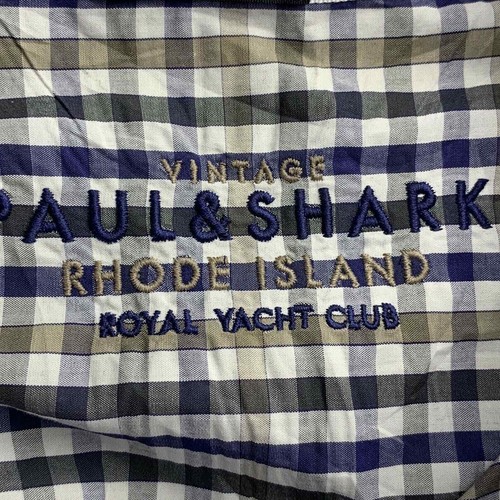 VINTAGE
PAUL&SHARK
RHODE ISLAND
ROYAL YACHT CLUB